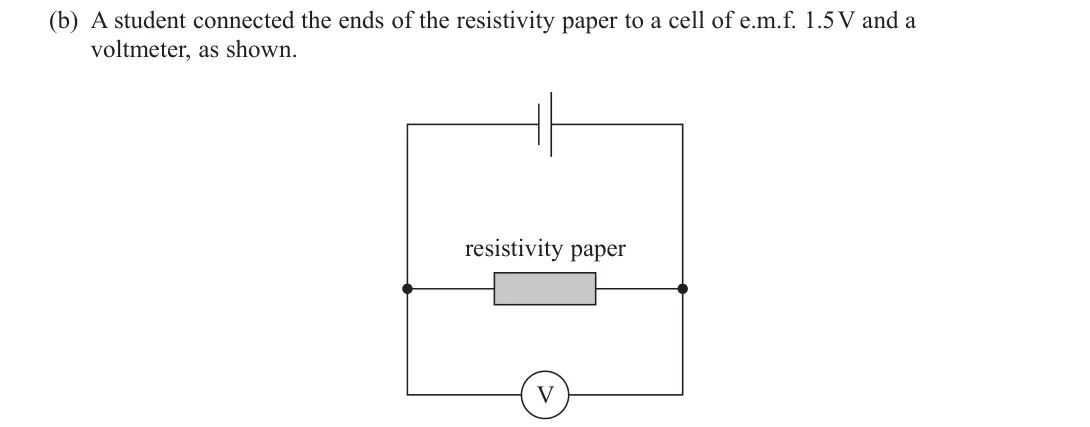 (b) A student connected the ends of the resistivity paper to a cell of e.m.f. 1.5 V and a
voltmeter, as shown.
resistivity paper
V